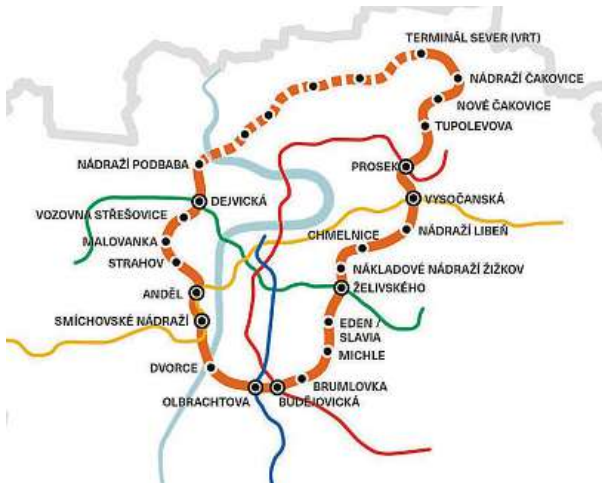 TERMINÁL SEVER (VRT)
NÁDRAŽÍ ČAKOVICE
NOVÉ ČAKOVICE
TUPOLEVOVA
NÁDRAŽÍ PODBABA
PROSEK
DEJVICKÁ
VYSOČANSKÁ
VOZOVNA STŘEŠOVICE
NÁDRAŽÍ LIBEŇ
CHMELNICE
MALOVANKA
STRAHOV
NÁKLADOVÉ NÁDRAŽÍ ŽIŽKOV
ŽELIVSKÉHO
ANDĚL
SMÍCHOVSKÉ NÁDRAŽÍ
EDEN /
SLAVIA
MICHLE
DVORCE
BRUMLOVKA
OLBRACHTOVA
BUDĚJOVICKÁ